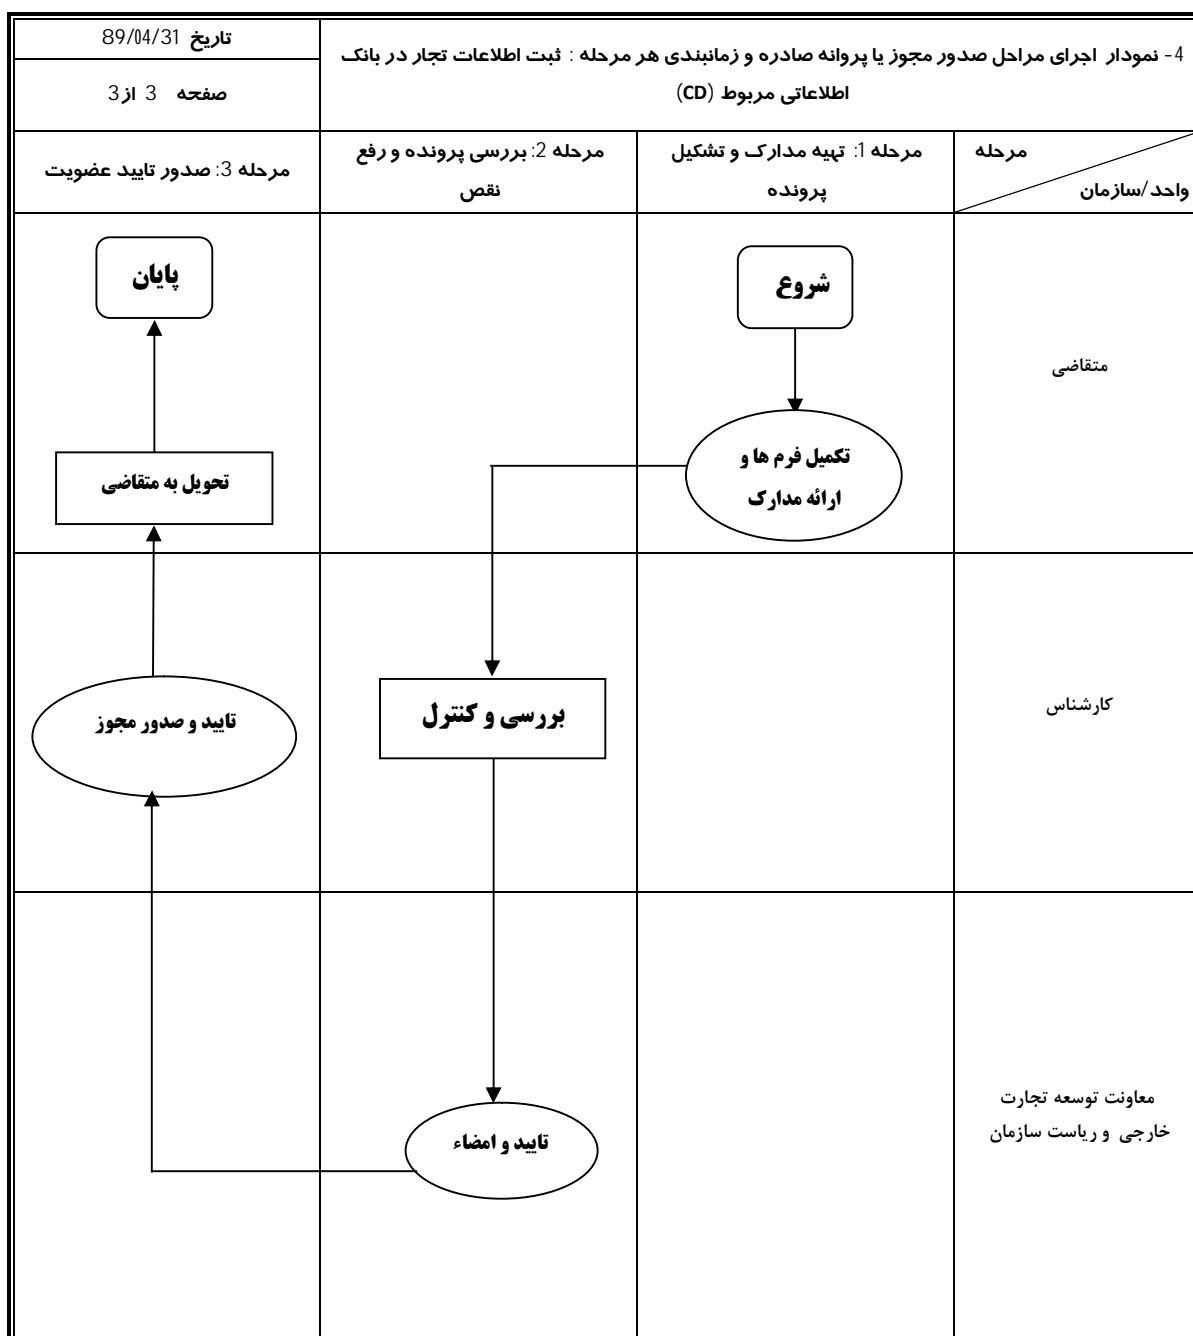 4- نمودار اجرای مراحل صدور مجوز یا پروانه صادره و زمانبندی هر مرحله : ثبت اطلاعات تجار در بانک
اطلاعاتی مربوط (CD)
تاریخ 89/04/31
صفحه 3 از 3
مرحله
واحد/سازمان
مرحله 1: تهیه مدارک و تشکیل
پرونده
مرحله 2: بررسی پرونده و رفع
نقص
مرحله 3: صدور تایید عضویت
متقاضی
شروع
تکمیل فرم ها و
ارائه مدارک
پایان
تحویل به متقاضی
کارشناس
بررسی و کنترل
تایید و صدور مجوز
معاونت توسعه تجارت
خارجی و ریاست سازمان
تایید و امضاء